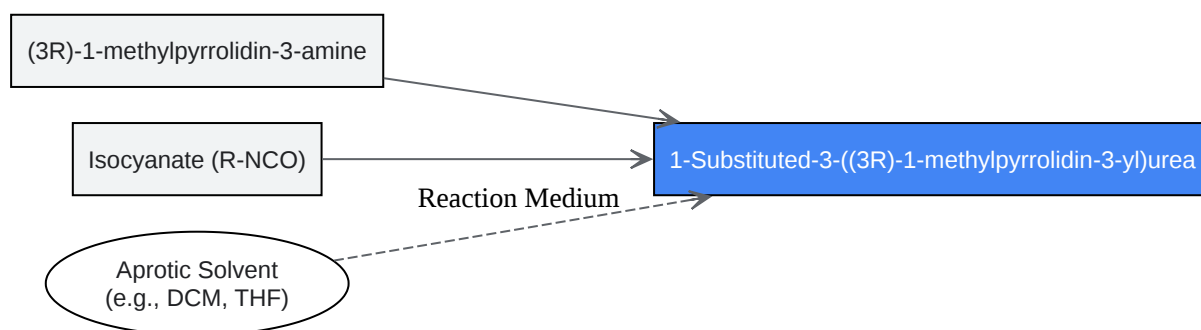 (3R)-1-methylpyrrolidin-3-amine
Isocyanate (R-NCO)
1-Substituted-3-((3R)-1-methylpyrrolidin-3-yl)urea
Reaction Medium
Aprotic Solvent
(e.g., DCM, THF)